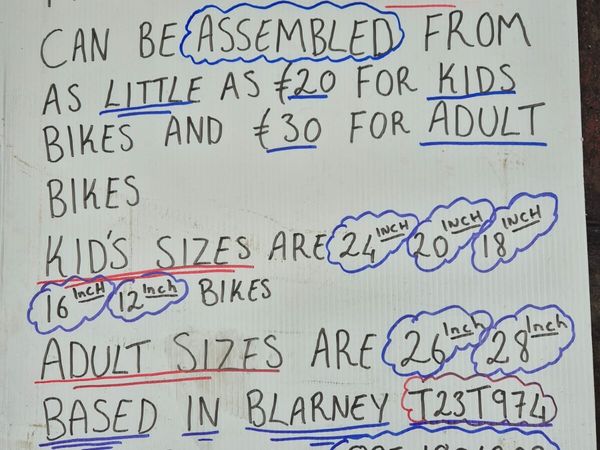 CAN BE ASSEMBLED FROM
AS LITTLE AS €20 FOR KIDS
BIKES AND €30 FOR ADULT
BIKES
KID'S SIZES ARE 24 INCH 20 INCH 18 INCH
16 Inch 12 Inch BIKES
ADULT SIZES ARE 26 Inch 28 Inch
BASED IN BLARNEY T23T974